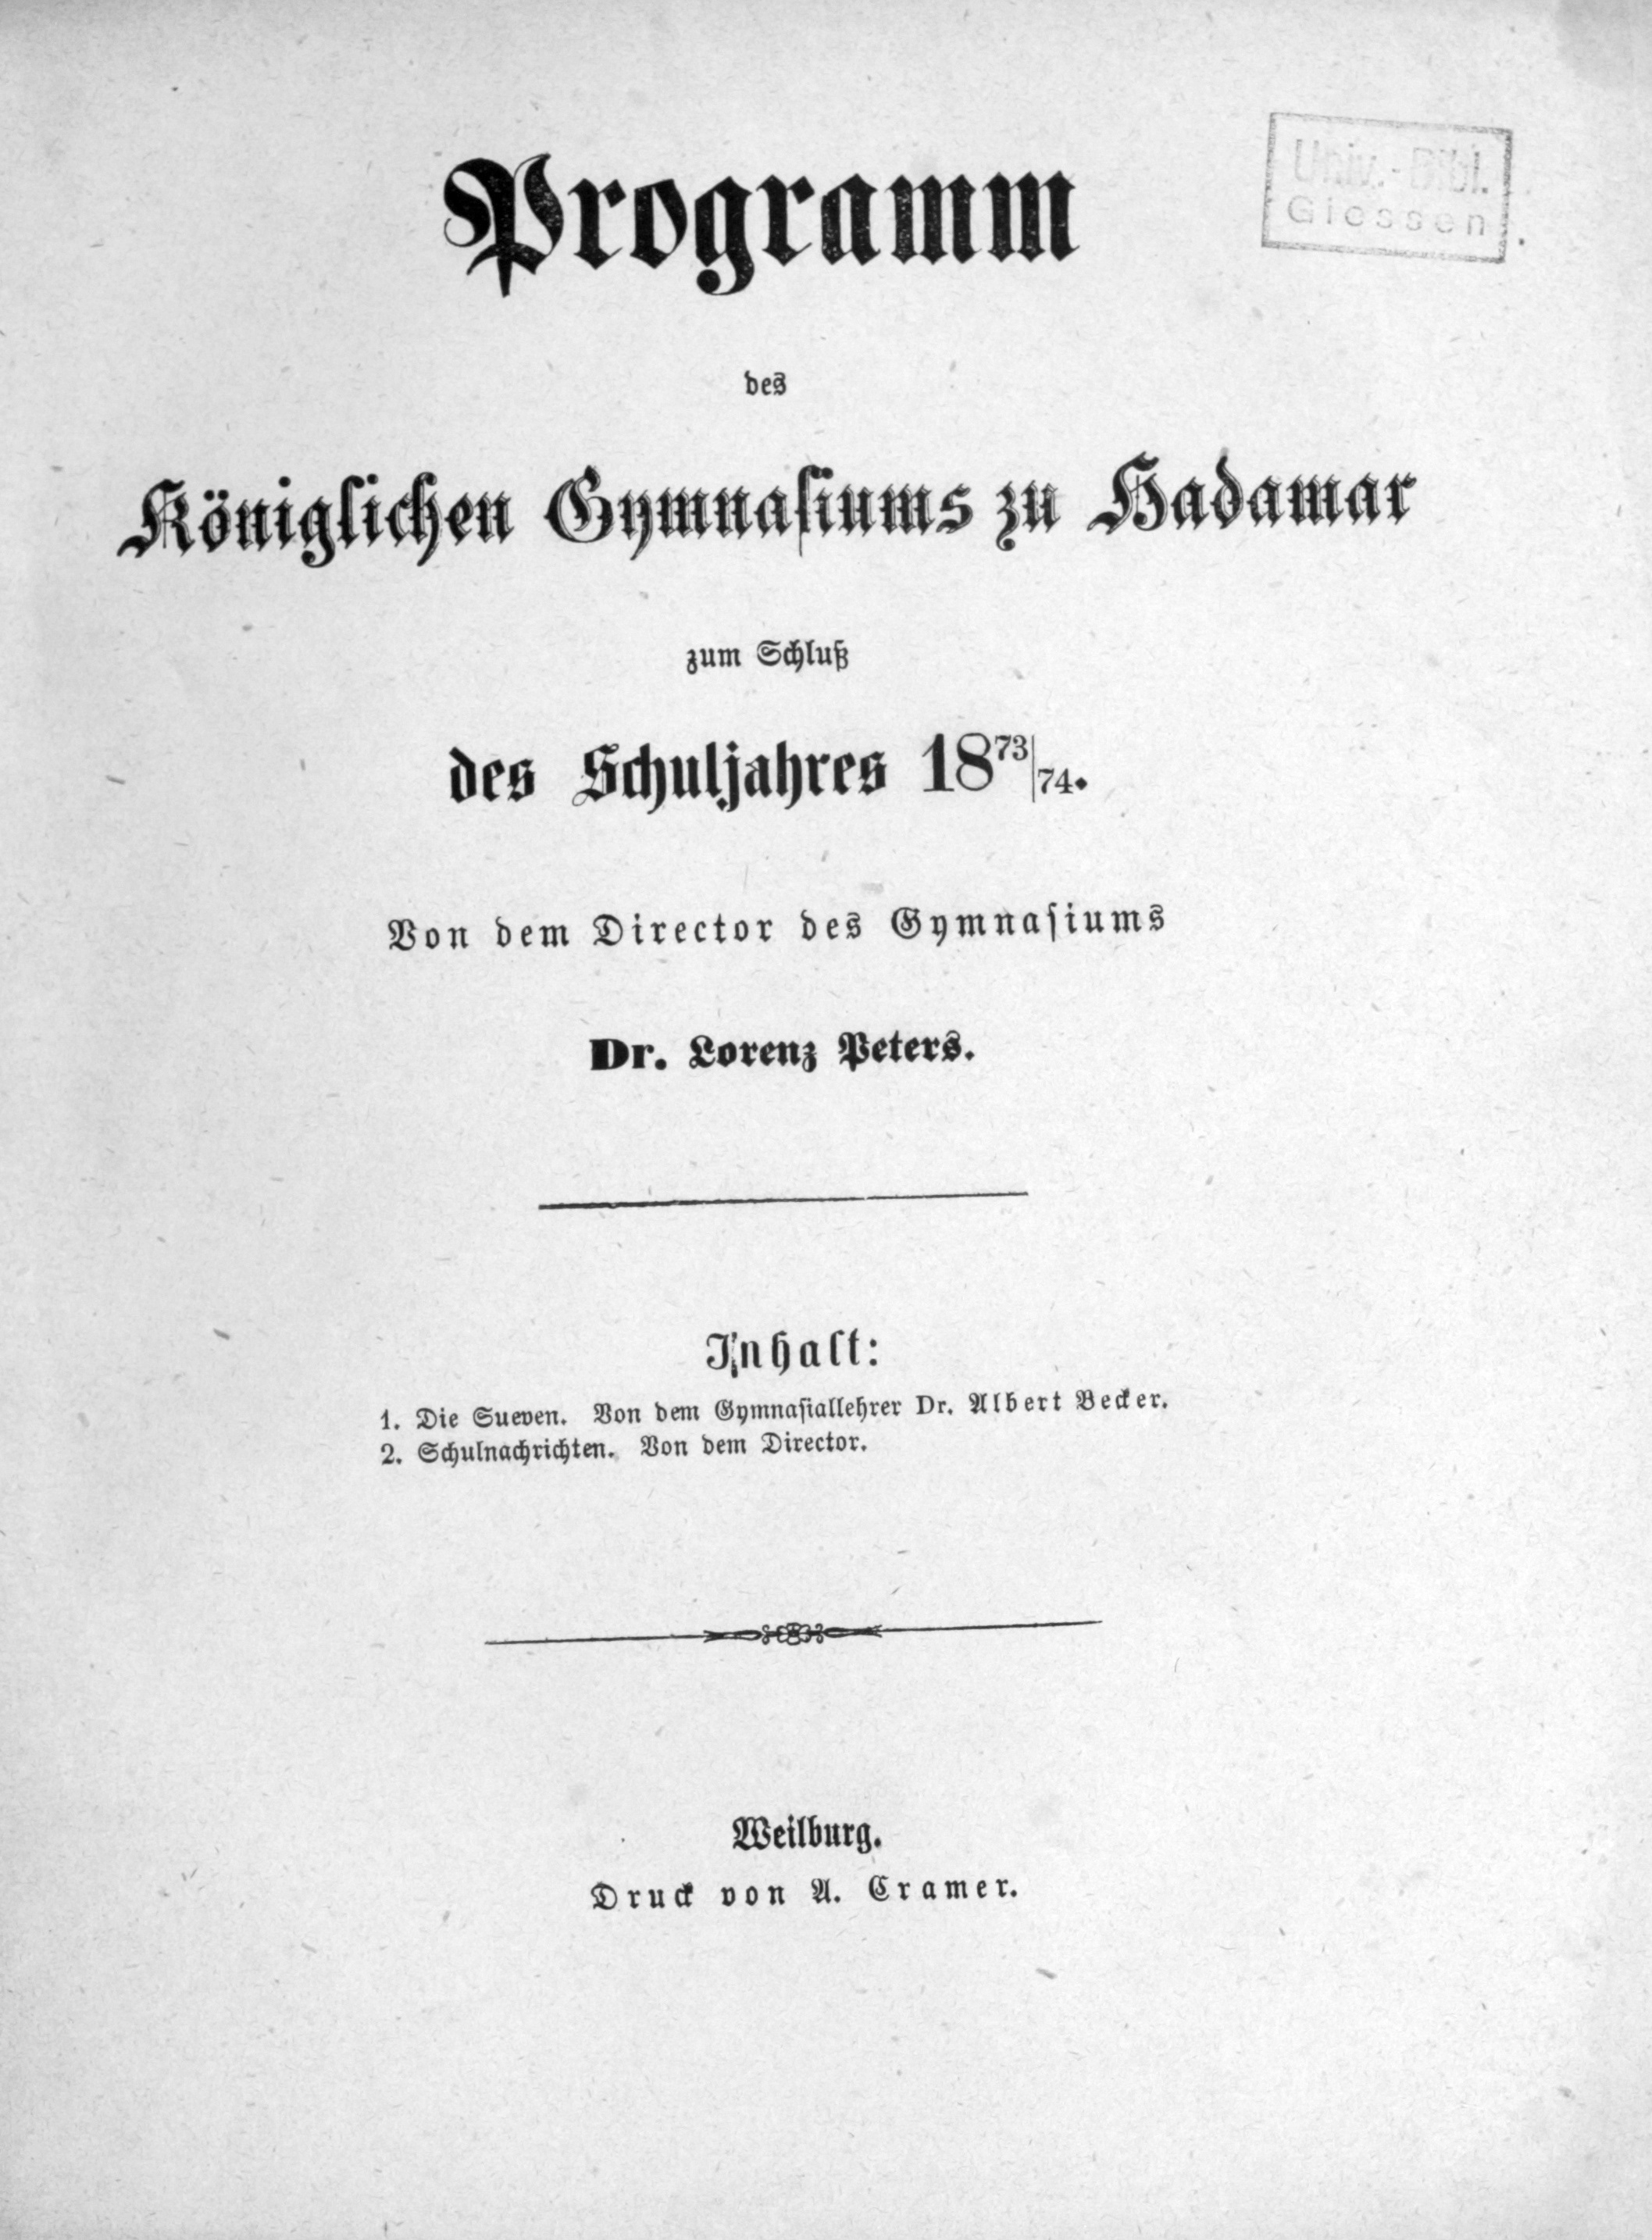 Programm
Univ.-Bibl.
Giessen
des
Königlichen Gymnasiums zu Hadamar
zum Schluß
des Schuljahres 18⁷³/₇₄.
Von dem Director des Gymnasiums
Dr. Lorenz Peters.
Inhalt:
1. Die Sueven. Von dem Gymnasiallehrer Dr. Albert Becker.
2. Schulnachrichten. Von dem Director.
Weilburg.
Druck von A. Cramer.